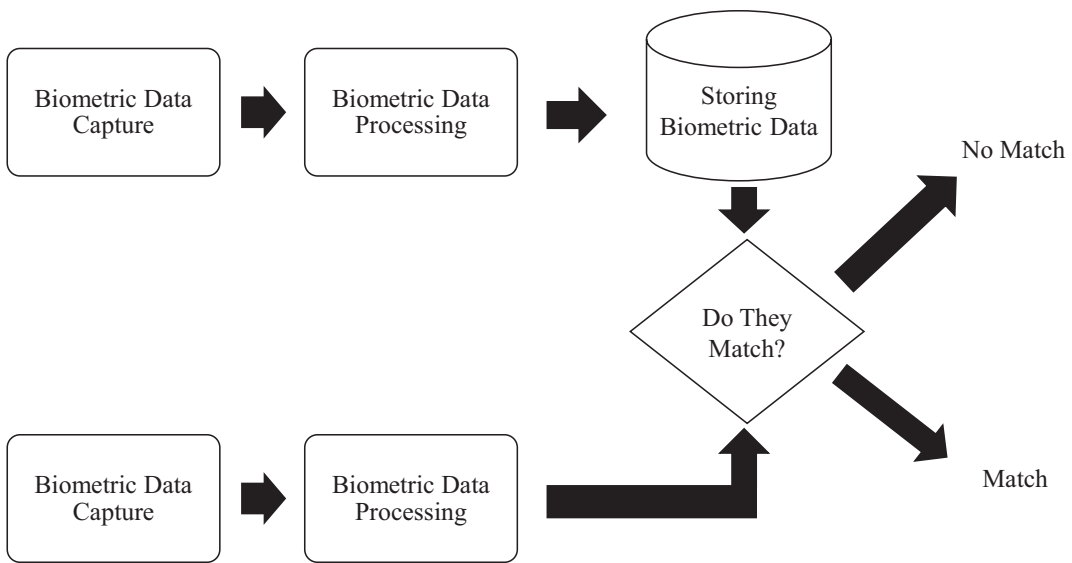 Biometric Data
Capture
Biometric Data
Processing
Storing
Biometric Data
No Match
Do They
Match?
Biometric Data
Capture
Biometric Data
Processing
Match